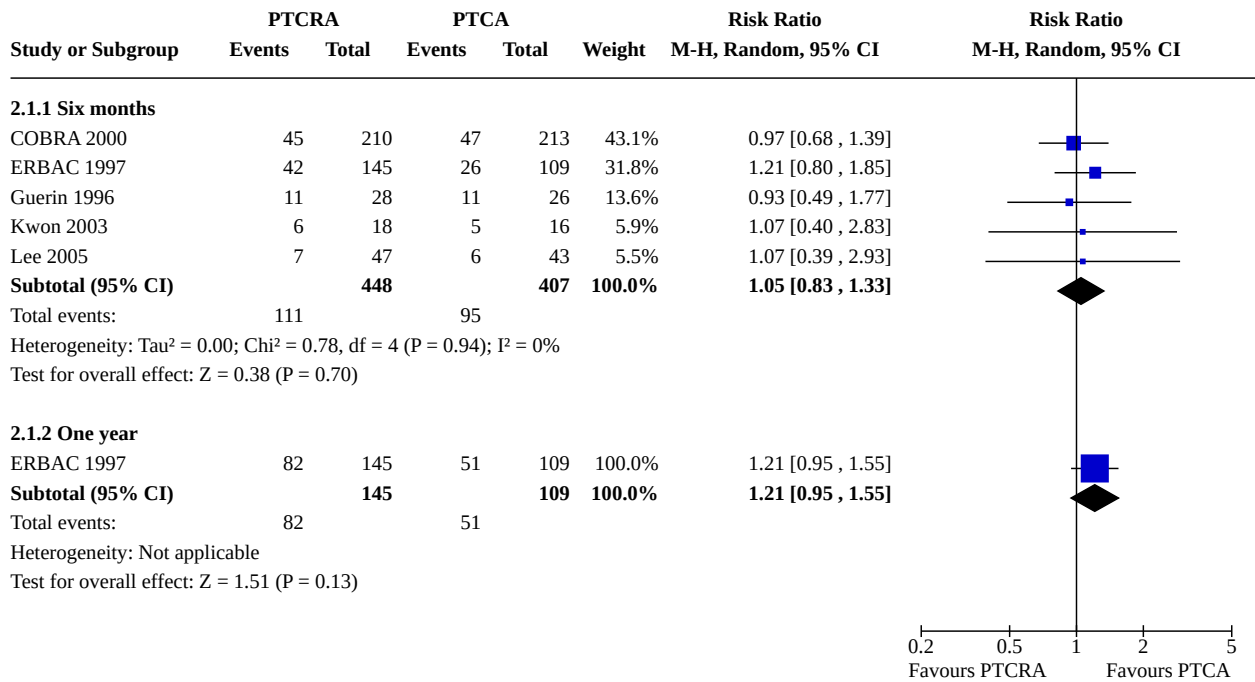 PTCRA PTCA Risk Ratio Risk Ratio
Study or Subgroup Events Total Events Total Weight M-H, Random, 95% CI M-H, Random, 95% CI
2.1.1 Six months
COBRA 2000 45 210 47 213 43.1% 0.97 [0.68 , 1.39]
ERBAC 1997 42 145 26 109 31.8% 1.21 [0.80 , 1.85]
Guerin 1996 11 28 11 26 13.6% 0.93 [0.49 , 1.77]
Kwon 2003 6 18 5 16 5.9% 1.07 [0.40 , 2.83]
Lee 2005 7 47 6 43 5.5% 1.07 [0.39 , 2.93]
Subtotal (95% CI) 448 407 100.0% 1.05 [0.83 , 1.33]
Total events: 111 95
Heterogeneity: Tau² = 0.00; Chi² = 0.78, df = 4 (P = 0.94); I² = 0%
Test for overall effect: Z = 0.38 (P = 0.70)
2.1.2 One year
ERBAC 1997 82 145 51 109 100.0% 1.21 [0.95 , 1.55]
Subtotal (95% CI) 145 109 100.0% 1.21 [0.95 , 1.55]
Total events: 82 51
Heterogeneity: Not applicable
Test for overall effect: Z = 1.51 (P = 0.13)
0.2 0.5 1 2 5
Favours PTCRA Favours PTCA